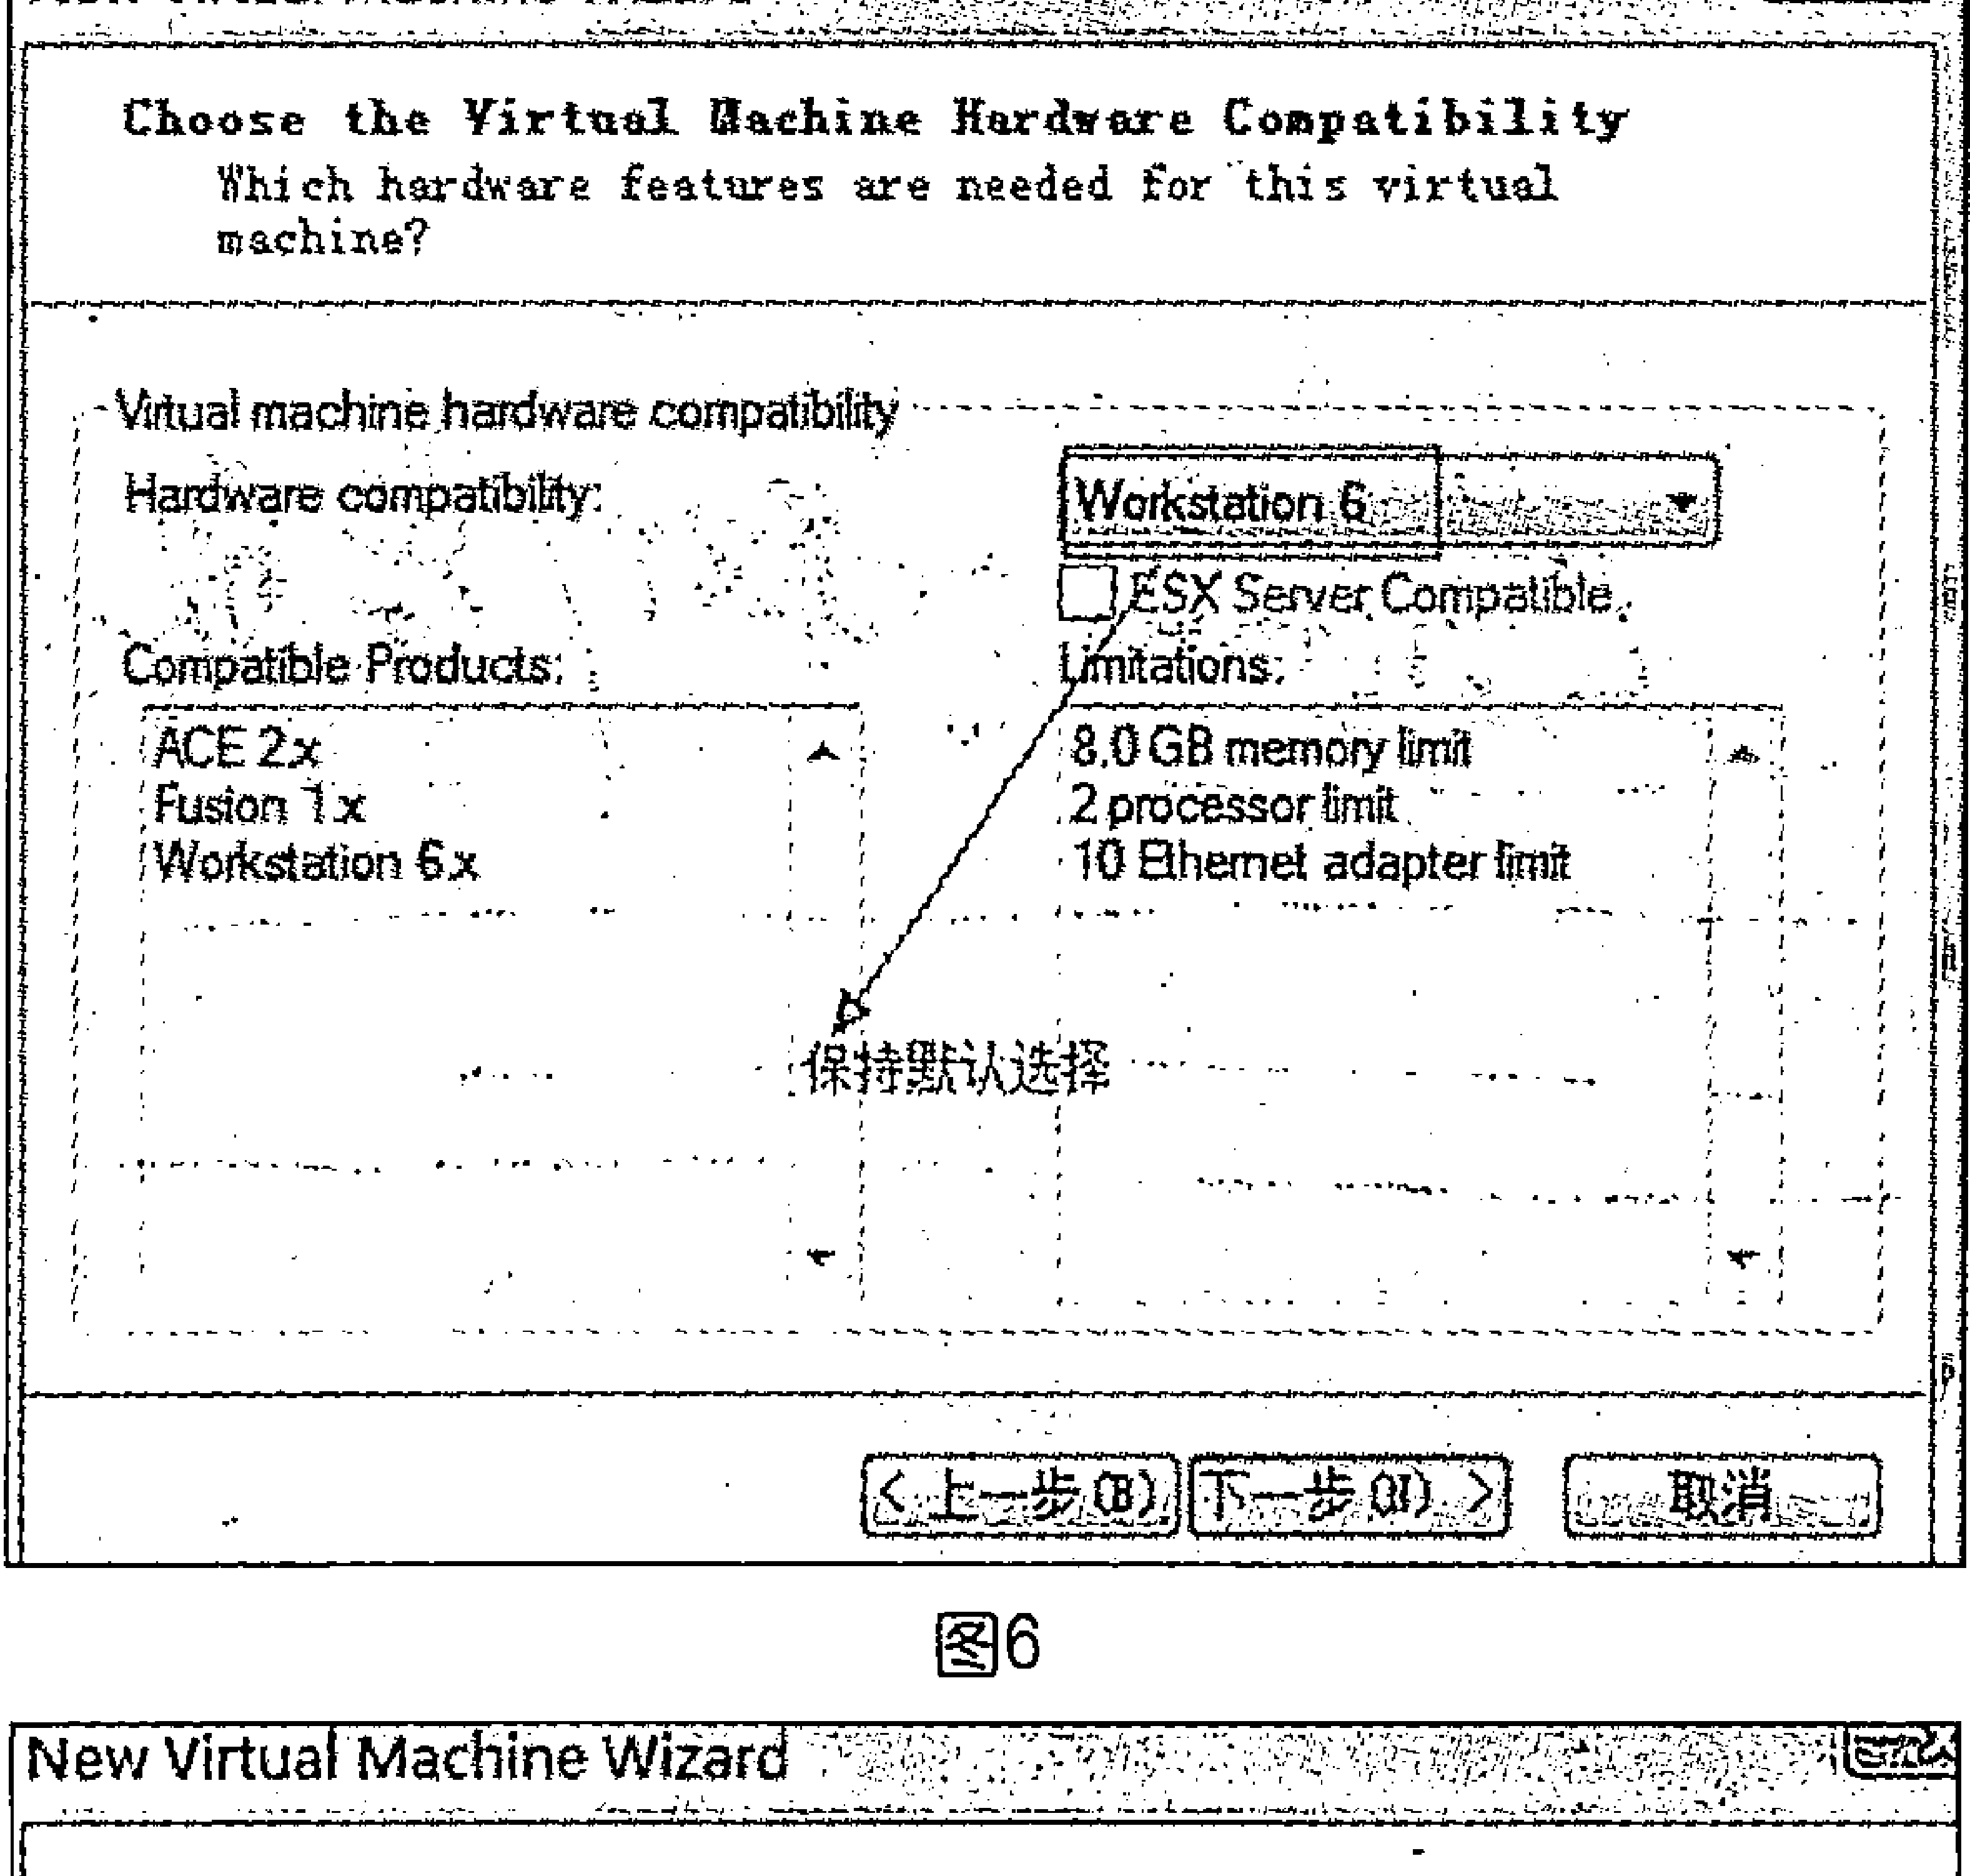 Choose the Virtual Machine Hardware Compatibility
Which hardware features are needed for this virtual
machine?
Virtual machine hardware compatibility
Hardware compatibility:
Workstation 6
ESX Server Compatible
Compatible Products:
Limitations:
ACE 2.x
Fusion 1.x
Workstation 6.x
8.0 GB memory limit
2 processor limit
10 Ethernet adapter limit
保持默认选择
< 上一步(B)
下一步(N) >
取消
图6
New Virtual Machine Wizard